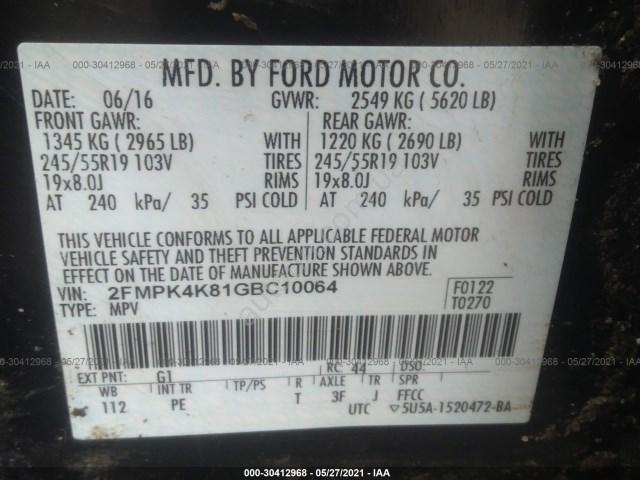 000-30412968 - 05/27/2021 - IAA 000-30412968 - 05/27/2021 - IAA 000-30412968 - 05/27/2021 - IAA
MFD. BY FORD MOTOR CO.
DATE: 06/16 GVWR: 2549 KG ( 5620 LB)
FRONT GAWR: REAR GAWR:
1345 KG ( 2965 LB) WITH 1220 KG ( 2690 LB) WITH
245/55R19 103V TIRES 245/55R19 103V TIRES
19x8.0J RIMS 19x8.0J RIMS
AT 240 kPa/ 35 PSI COLD AT 240 kPa/ 35 PSI COLD
THIS VEHICLE CONFORMS TO ALL APPLICABLE FEDERAL MOTOR
VEHICLE SAFETY AND THEFT PREVENTION STANDARDS IN
EFFECT ON THE DATE OF MANUFACTURE SHOWN ABOVE.
VIN: 2FMPK4K81GBC10064 F0122
TYPE: MPV T0270
000-30412968 - 05/27/2021 - IAA 000-30412968 - 05/27/2021 - IAA
EXT PNT: G1 RC: 44 DSO:
WB INT TR TP/PS R AXLE TR SPR
112 PE T 3F J FFCC
UTC ▽5U5A-1520472-BA
000-30412968 - 05/27/2021 - IAA